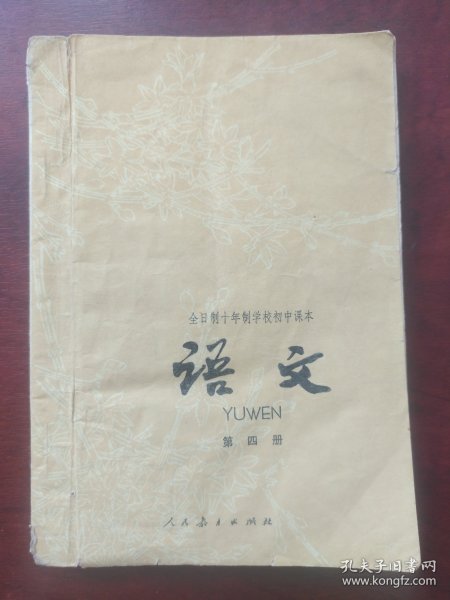 全日制十年制学校初中课本
语文
YUWEN
第四册
人民教育出版社
孔夫子旧书网
www.kongfz.com